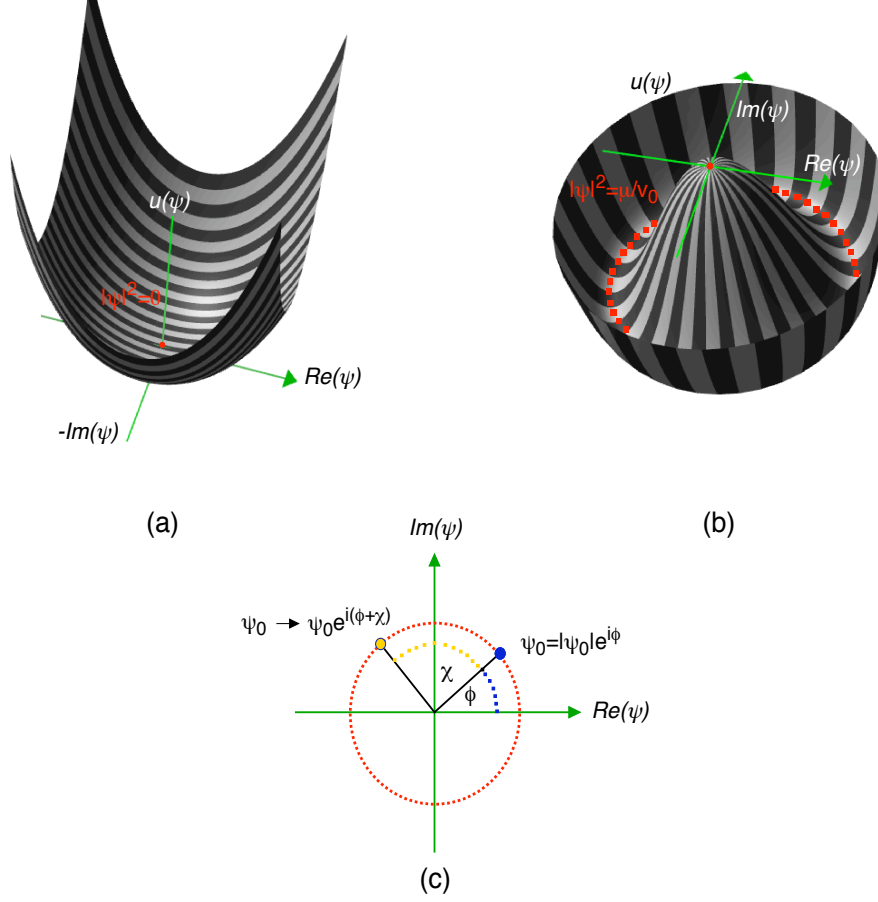 u(ψ)
|ψ|²=0
Re(ψ)
-Im(ψ)
(a)
u(ψ)
Im(ψ)
Re(ψ)
|ψ|²=μ/v₀
(b)
Im(ψ)
ψ₀ → ψ₀e^{i(ϕ+χ)}
ψ₀=|ψ₀|e^{iϕ}
χ
ϕ
Re(ψ)
(c)